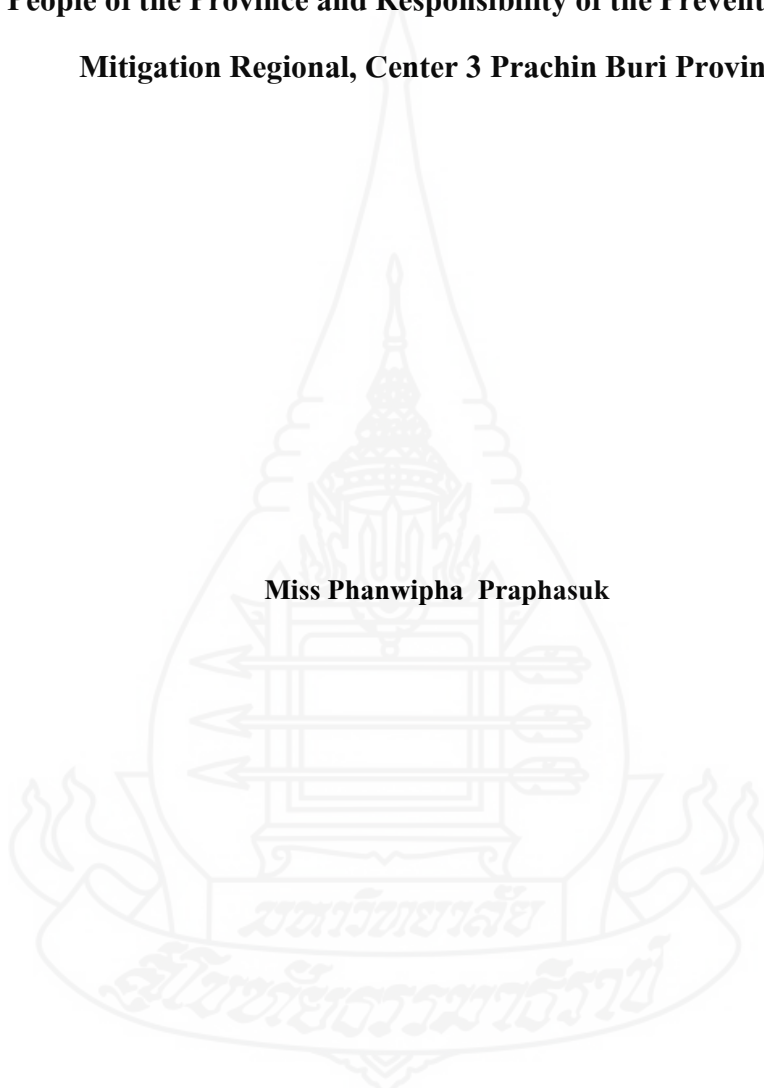 People of the Province and Responsibility of the Prevent
Mitigation Regional, Center 3 Prachin Buri Provin
Miss Phanwipha Praphasuk
มหาวิทยาลัย
สุโขทัยธรรมาธิราช